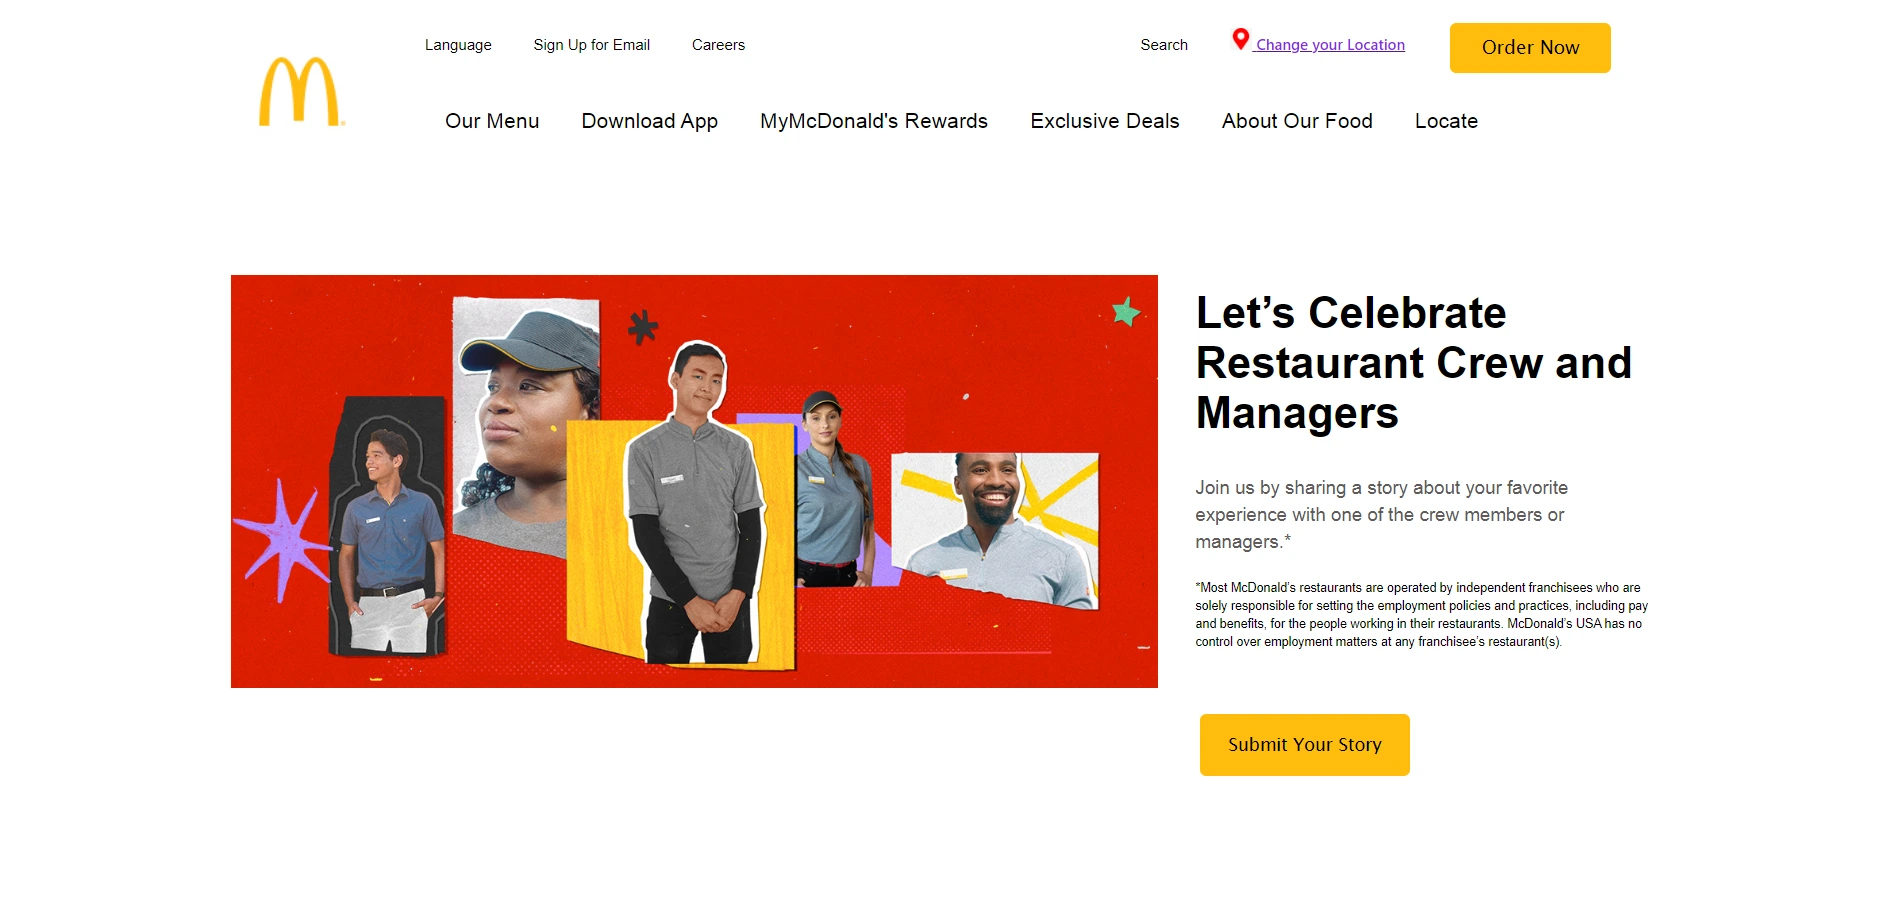 Language Sign Up for Email Careers Search Change your Location Order Now
Our Menu Download App MyMcDonald's Rewards Exclusive Deals About Our Food Locate
Let’s Celebrate
Restaurant Crew and
Managers
Join us by sharing a story about your favorite
experience with one of the crew members or
managers.*
*Most McDonald’s restaurants are operated by independent franchisees who are
solely responsible for setting the employment policies and practices, including pay
and benefits, for the people working in their restaurants. McDonald’s USA has no
control over employment matters at any franchisee’s restaurant(s).
Submit Your Story